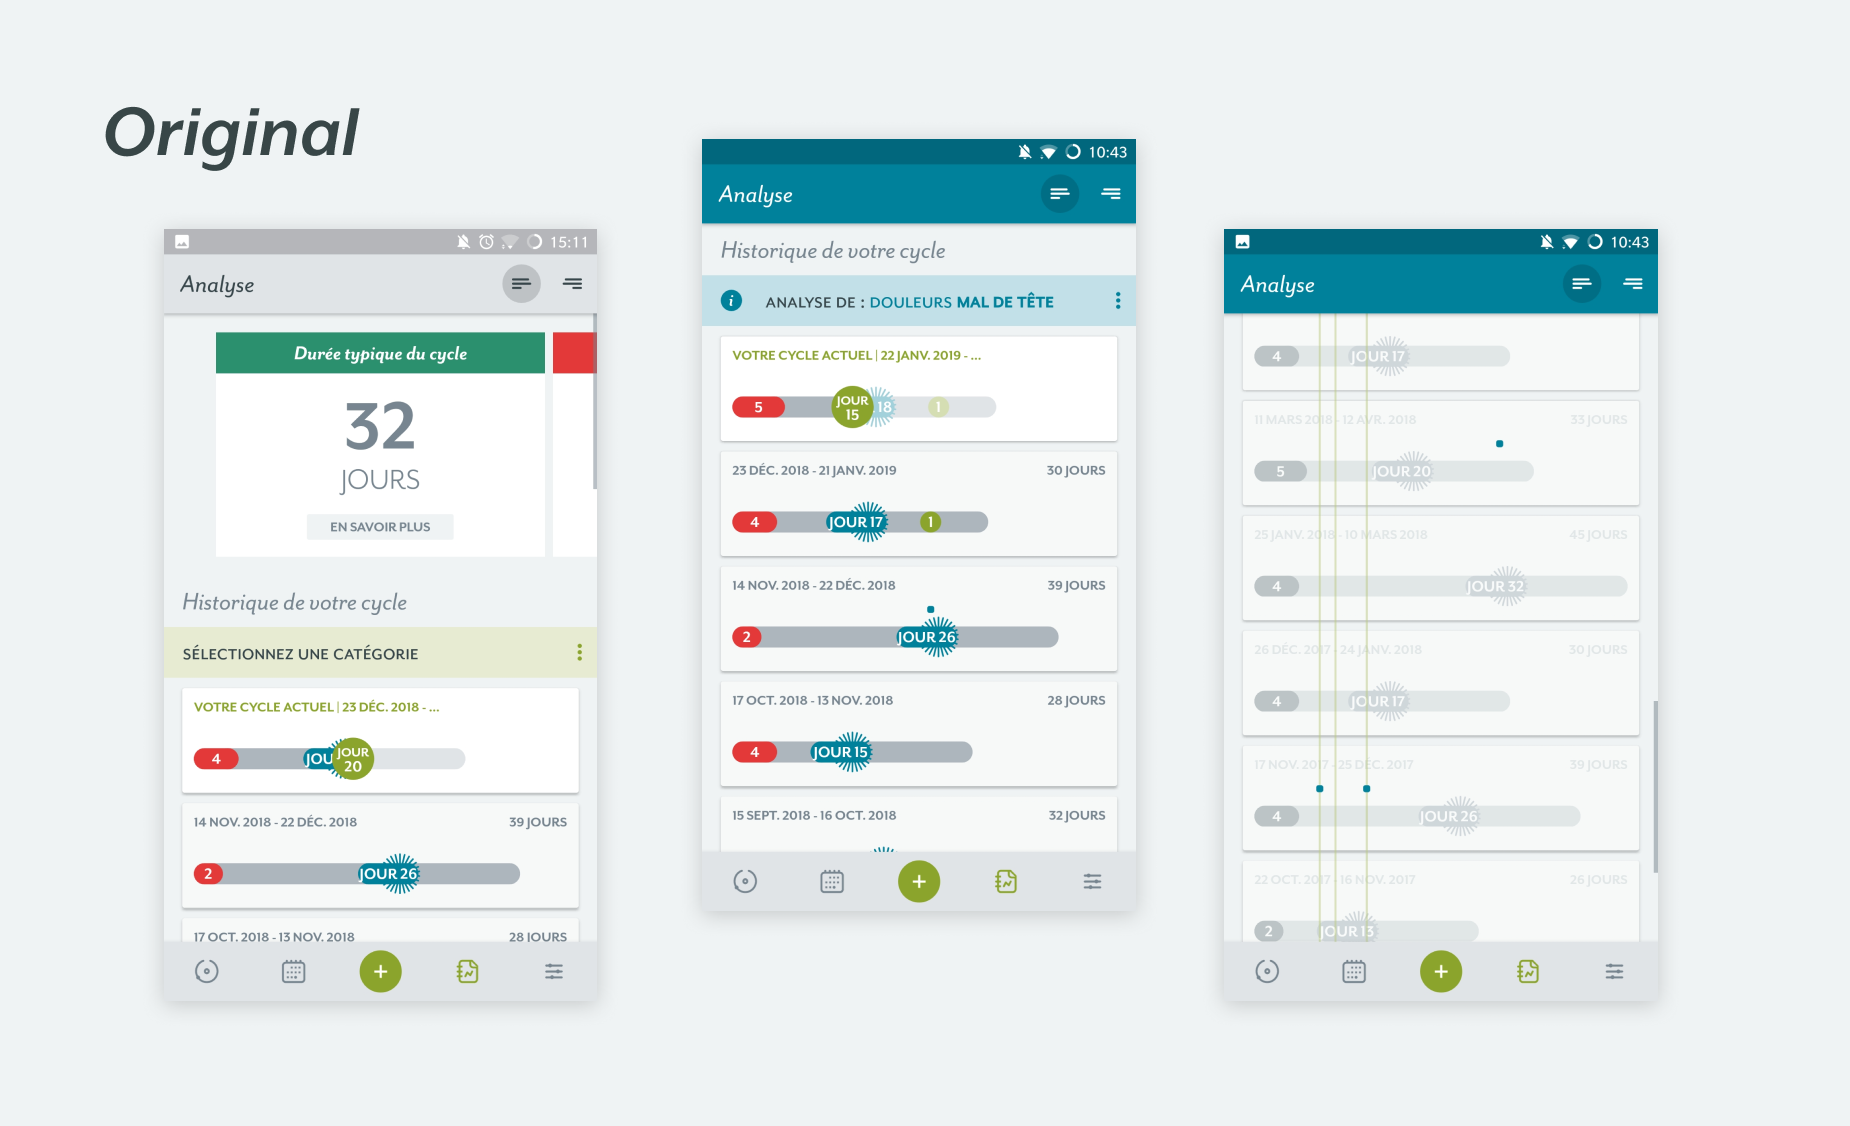 Original
15:11
Analyse
Durée typique du cycle
32
JOURS
EN SAVOIR PLUS
Historique de votre cycle
SÉLECTIONNEZ UNE CATÉGORIE
VOTRE CYCLE ACTUEL | 23 DÉC. 2018 - ...
4
JOU
JOUR
20
14 NOV. 2018 - 22 DÉC. 2018
39 JOURS
2
JOUR 26
17 OCT. 2018 - 13 NOV. 2018
28 JOURS
10:43
Analyse
Historique de votre cycle
i
ANALYSE DE : DOULEURS MAL DE TÊTE
VOTRE CYCLE ACTUEL | 22 JANV. 2019 - ...
5
JOUR
15
18
1
23 DÉC. 2018 - 21 JANV. 2019
30 JOURS
4
JOUR 17
1
14 NOV. 2018 - 22 DÉC. 2018
39 JOURS
2
JOUR 26
17 OCT. 2018 - 13 NOV. 2018
28 JOURS
4
JOUR 15
15 SEPT. 2018 - 16 OCT. 2018
32 JOURS
10:43
Analyse
4
JOUR 17
11 MARS 2018 - 12 AVR. 2018
33 JOURS
5
JOUR 20
25 JANV. 2018 - 10 MARS 2018
45 JOURS
4
JOUR 32
26 DÉC. 2017 - 24 JANV. 2018
30 JOURS
4
JOUR 17
17 NOV. 2017 - 25 DÉC. 2017
39 JOURS
4
JOUR 26
22 OCT. 2017 - 16 NOV. 2017
26 JOURS
2
JOUR 13